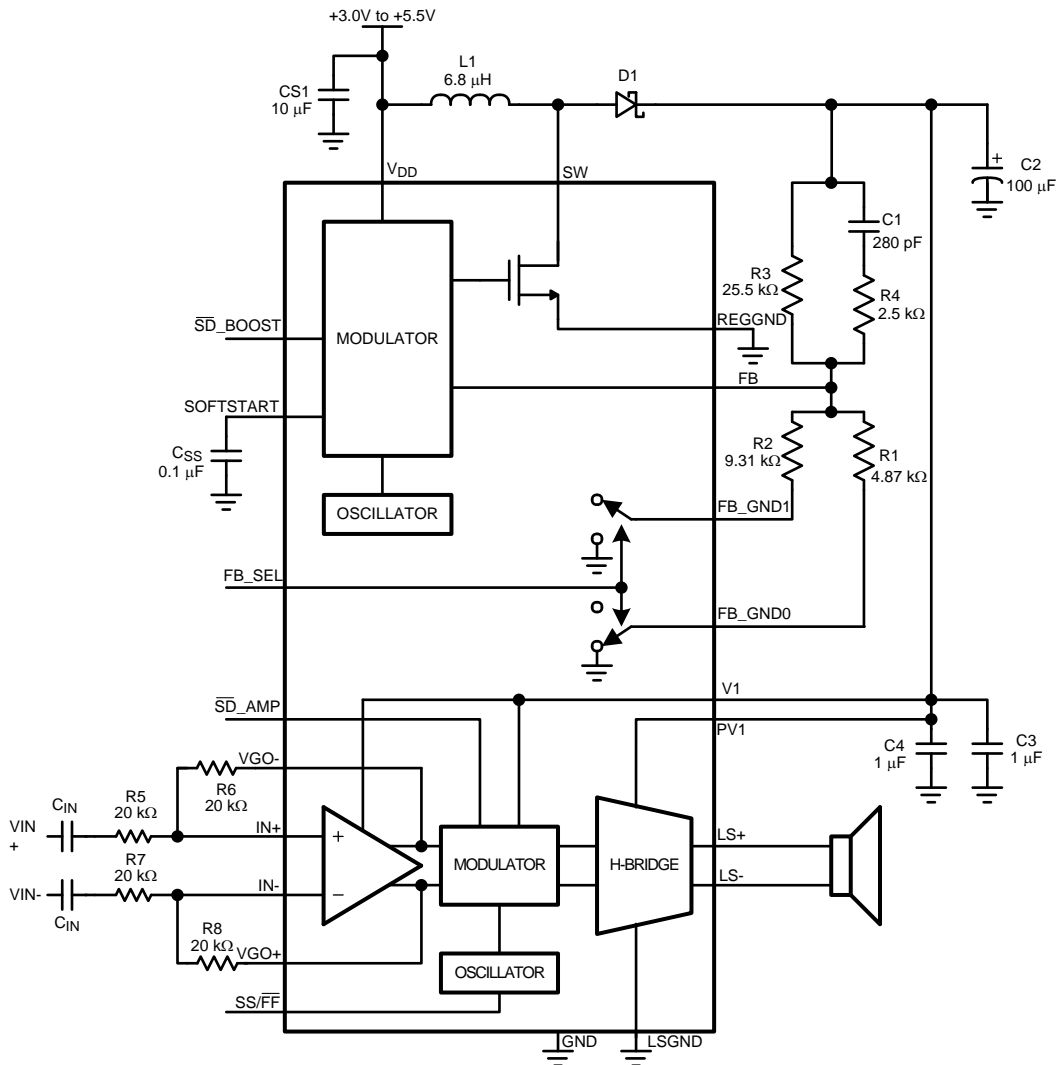 +3.0V to +5.5V
L1
6.8 μH
D1
CS1
10 μF
VDD
SW
C2
100 μF
+
C1
280 pF
R3
25.5 kΩ
R4
2.5 kΩ
REGGND
S̅D̅_BOOST
MODULATOR
FB
SOFTSTART
CSS
0.1 μF
R2
9.31 kΩ
R1
4.87 kΩ
OSCILLATOR
FB_GND1
FB_SEL
FB_GND0
S̅D̅_AMP
V1
PV1
C4
1 μF
C3
1 μF
VGO-
R6
20 kΩ
CIN
R5
20 kΩ
VIN
+
IN+
+
R7
20 kΩ
VIN-
CIN
IN-
−
MODULATOR
H-BRIDGE
LS+
LS-
R8
20 kΩ
VGO+
OSCILLATOR
SS/F̅F̅
GND
LSGND